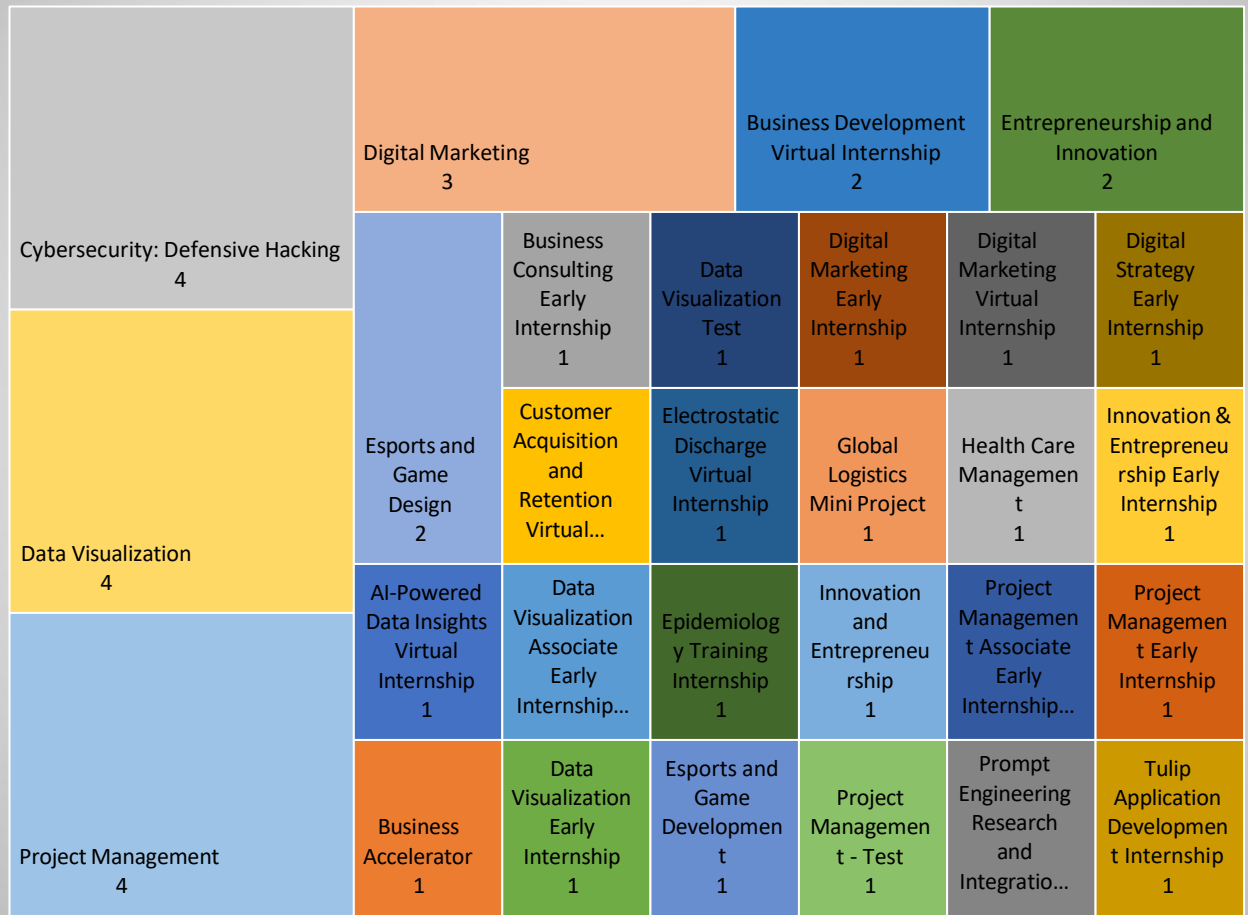 Cybersecurity: Defensive Hacking
4
Data Visualization
4
Project Management
4
Digital Marketing
3
Business Development
Virtual Internship
2
Entrepreneurship and
Innovation
2
Esports and
Game
Design
2
Business
Consulting
Early
Internship
1
Data
Visualization
Test
1
Digital
Marketing
Early
Internship
1
Digital
Marketing
Virtual
Internship
1
Digital
Strategy
Early
Internship
1
Customer
Acquisition
and
Retention
Virtual...
Electrostatic
Discharge
Virtual
Internship
1
Global
Logistics
Mini Project
1
Health Care
Managemen
t
1
Innovation &
Entrepreneu
rship Early
Internship
1
AI-Powered
Data Insights
Virtual
Internship
1
Data
Visualization
Associate
Early
Internship...
Epidemiolog
y Training
Internship
1
Innovation
and
Entrepreneu
rship
1
Project
Managemen
t Associate
Early
Internship...
Project
Managemen
t Early
Internship
1
Business
Accelerator
1
Data
Visualization
Early
Internship
1
Esports and
Game
Developmen
t
1
Project
Managemen
t - Test
1
Prompt
Engineering
Research
and
Integratio...
Tulip
Application
Developmen
t Internship
1